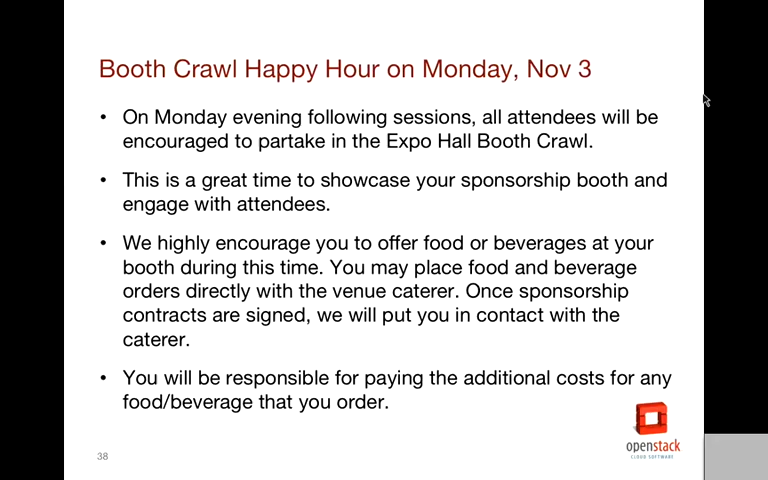 Booth Crawl Happy Hour on Monday, Nov 3
• On Monday evening following sessions, all attendees will be
encouraged to partake in the Expo Hall Booth Crawl.
• This is a great time to showcase your sponsorship booth and
engage with attendees.
• We highly encourage you to offer food or beverages at your
booth during this time. You may place food and beverage
orders directly with the venue caterer. Once sponsorship
contracts are signed, we will put you in contact with the
caterer.
• You will be responsible for paying the additional costs for any
food/beverage that you order.
openstack
CLOUD SOFTWARE
38